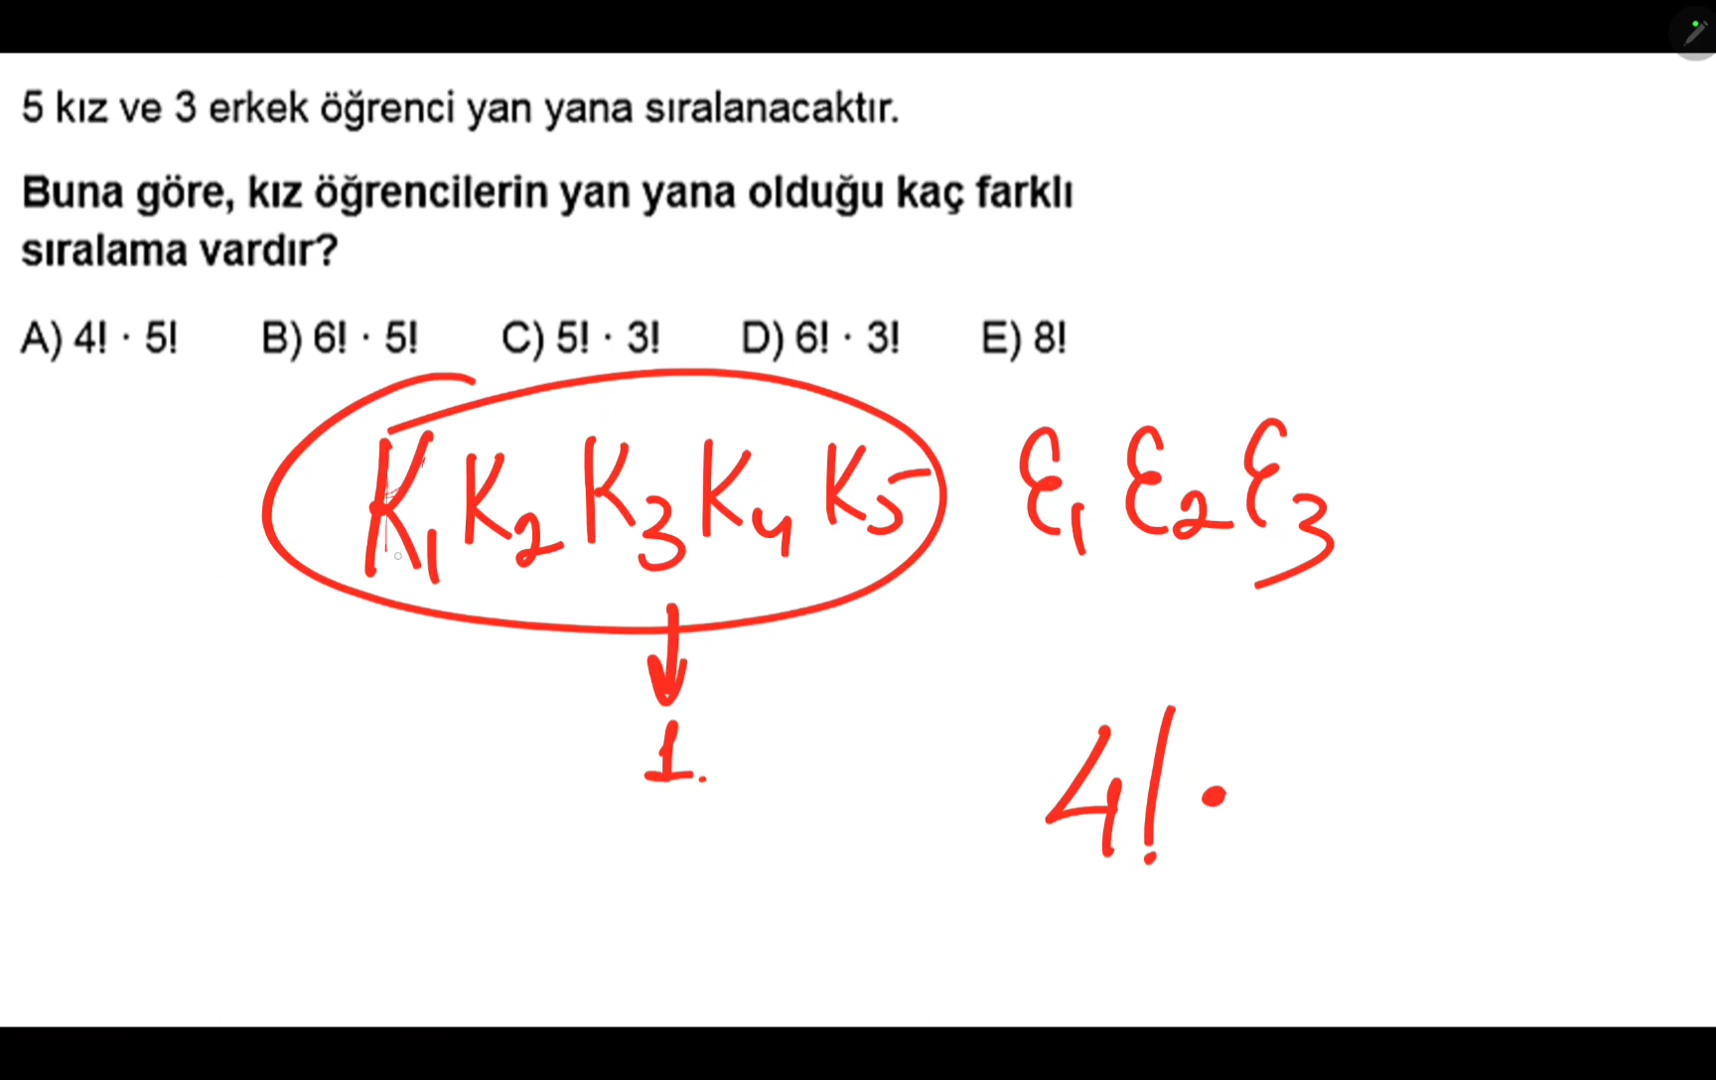 5 kız ve 3 erkek öğrenci yan yana sıralanacaktır.
Buna göre, kız öğrencilerin yan yana olduğu kaç farklı
sıralama vardır?
A) 4! · 5! B) 6! · 5! C) 5! · 3! D) 6! · 3! E) 8!
K1 K2 K3 K4 K5 E1 E2 E3
1.
4! ·